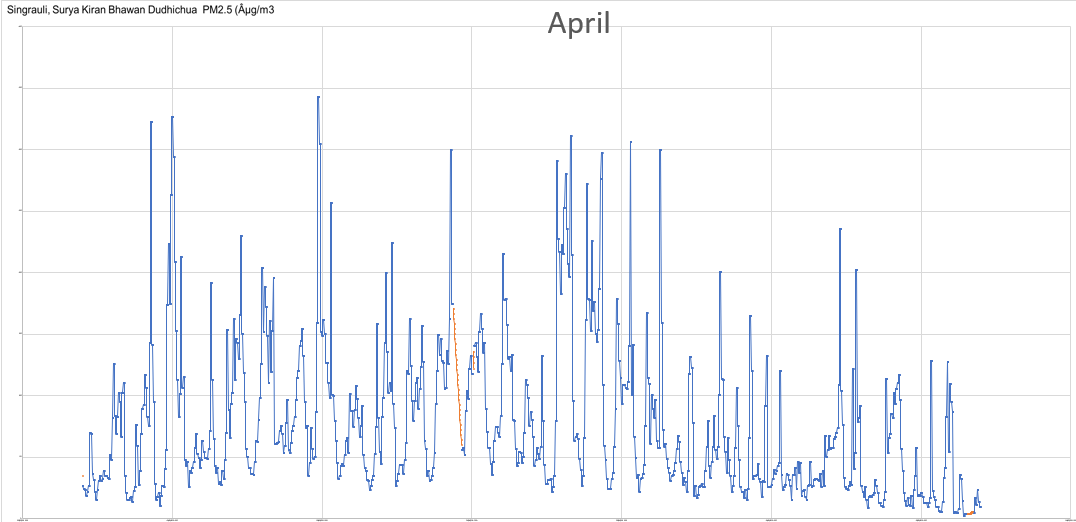 Singrauli, Surya Kiran Bhawan Dudhichua PM2.5 (Âµg/m3
April